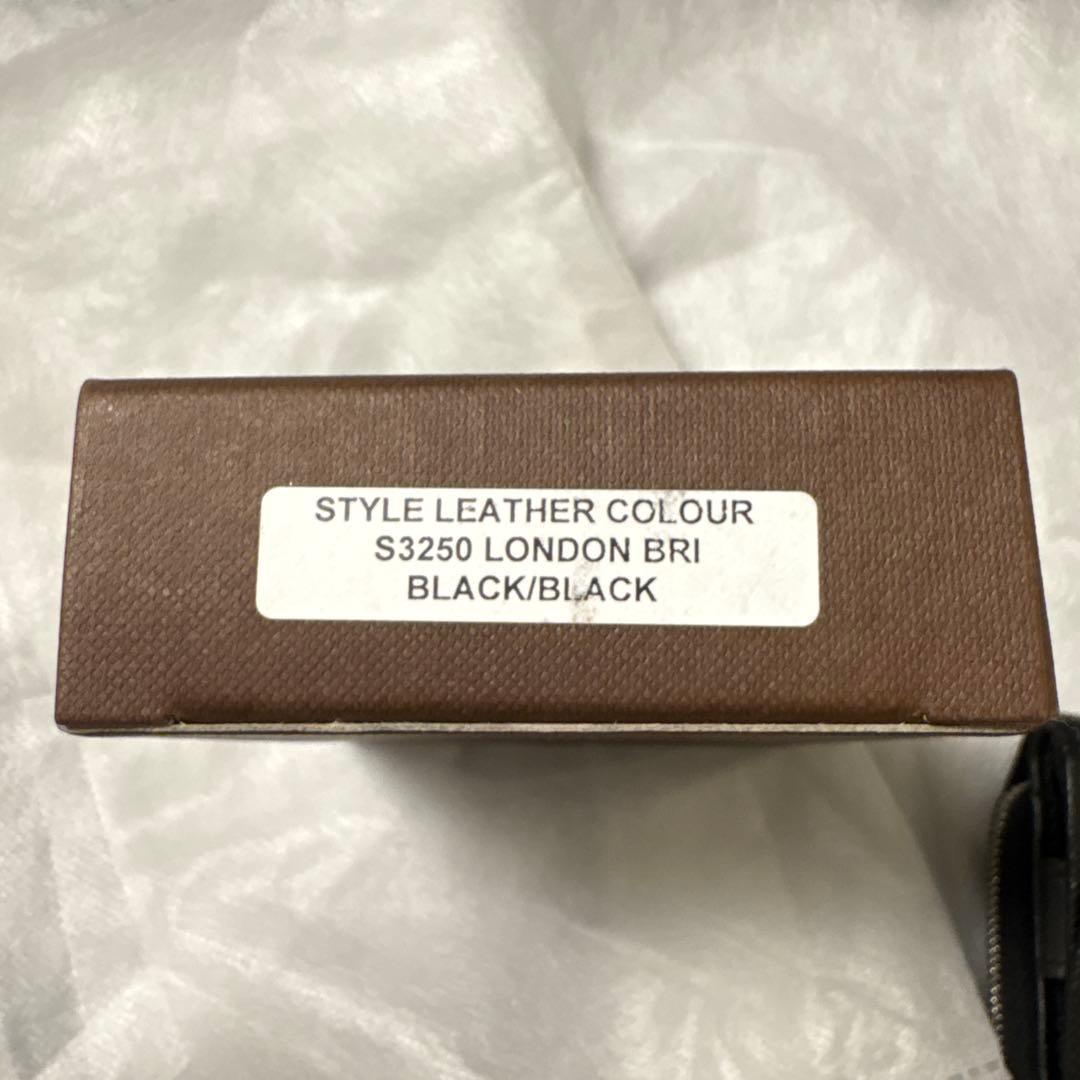 STYLE LEATHER COLOUR
S3250 LONDON BRI
BLACK/BLACK